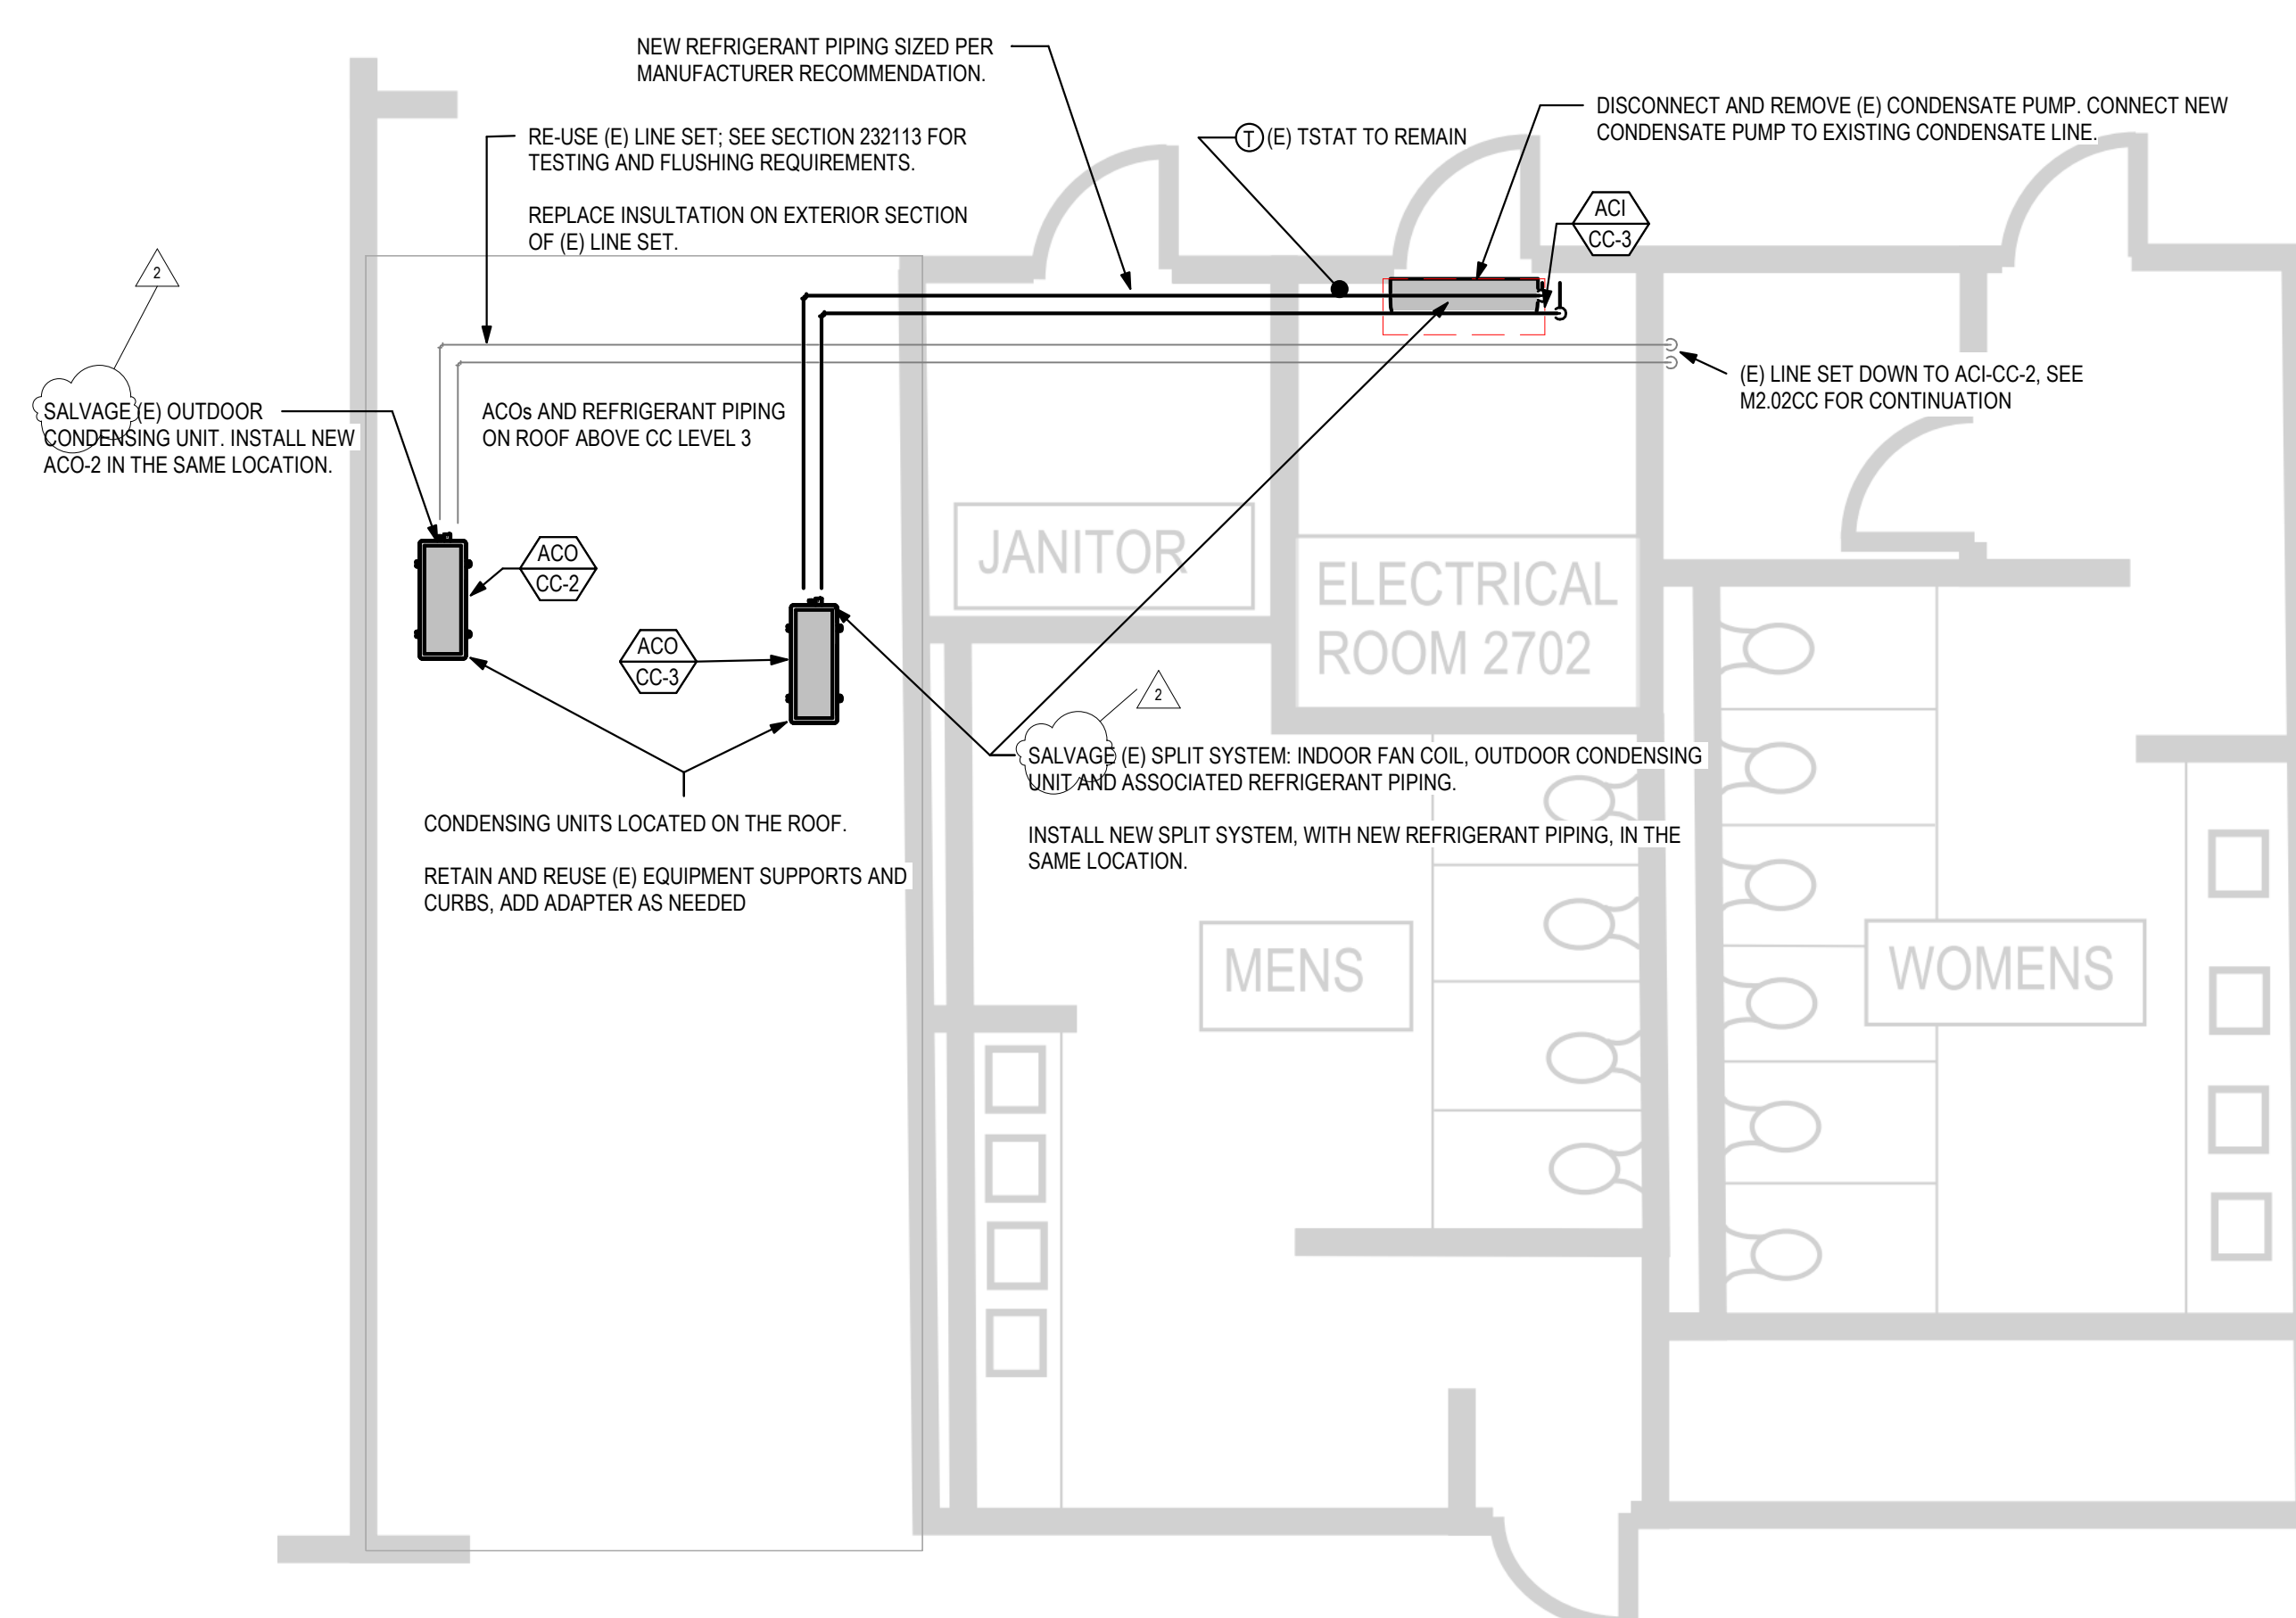 NEW REFRIGERANT PIPING SIZED PER
MANUFACTURER RECOMMENDATION.
DISCONNECT AND REMOVE (E) CONDENSATE PUMP. CONNECT NEW
CONDENSATE PUMP TO EXISTING CONDENSATE LINE.
RE-USE (E) LINE SET; SEE SECTION 232113 FOR
TESTING AND FLUSHING REQUIREMENTS.
REPLACE INSULTATION ON EXTERIOR SECTION
OF (E) LINE SET.
T
(E) TSTAT TO REMAIN
ACI
CC-3
2
(E) LINE SET DOWN TO ACI-CC-2, SEE
M2.02CC FOR CONTINUATION
SALVAGE (E) OUTDOOR
CONDENSING UNIT. INSTALL NEW
ACO-2 IN THE SAME LOCATION.
ACOs AND REFRIGERANT PIPING
ON ROOF ABOVE CC LEVEL 3
ACO
CC-2
JANITOR
ELECTRICAL
ROOM 2702
ACO
CC-3
2
SALVAGE (E) SPLIT SYSTEM: INDOOR FAN COIL, OUTDOOR CONDENSING
UNIT AND ASSOCIATED REFRIGERANT PIPING.
INSTALL NEW SPLIT SYSTEM, WITH NEW REFRIGERANT PIPING, IN THE
SAME LOCATION.
CONDENSING UNITS LOCATED ON THE ROOF.
RETAIN AND REUSE (E) EQUIPMENT SUPPORTS AND
CURBS, ADD ADAPTER AS NEEDED
MENS
WOMENS